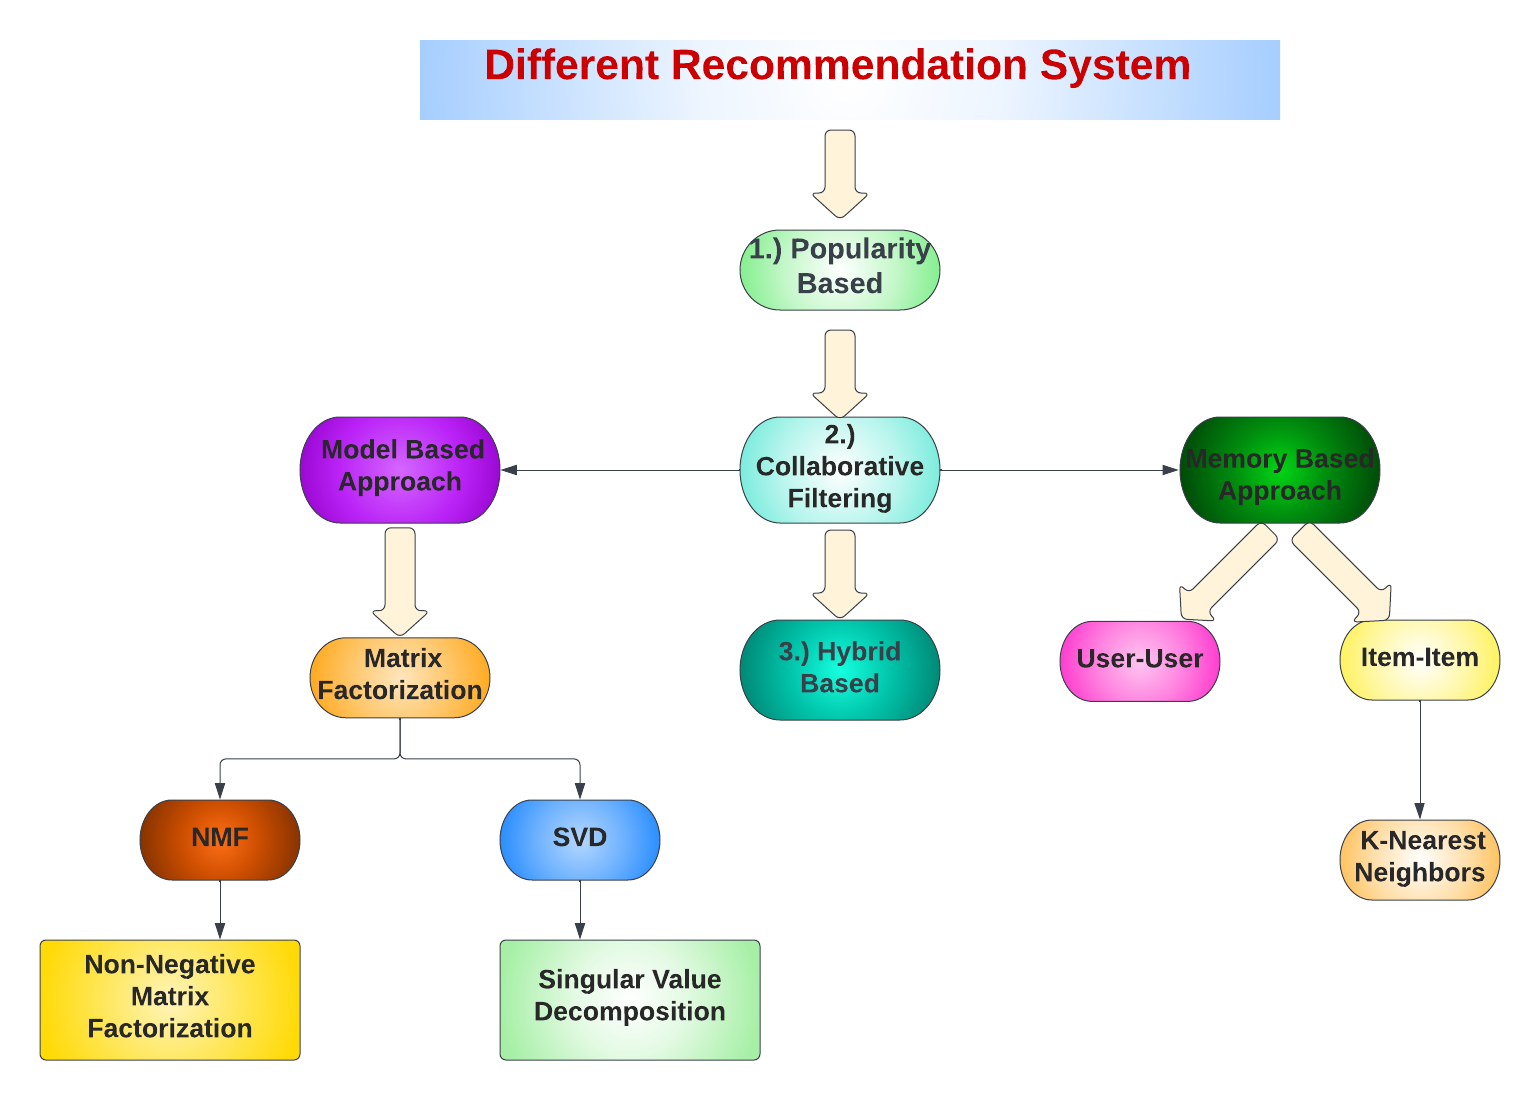 Different Recommendation System
1.) Popularity
Based
Model Based
Approach
2.)
Collaborative
Filtering
Memory Based
Approach
Matrix
Factorization
3.) Hybrid
Based
User-User
Item-Item
NMF
SVD
K-Nearest
Neighbors
Non-Negative
Matrix
Factorization
Singular Value
Decomposition